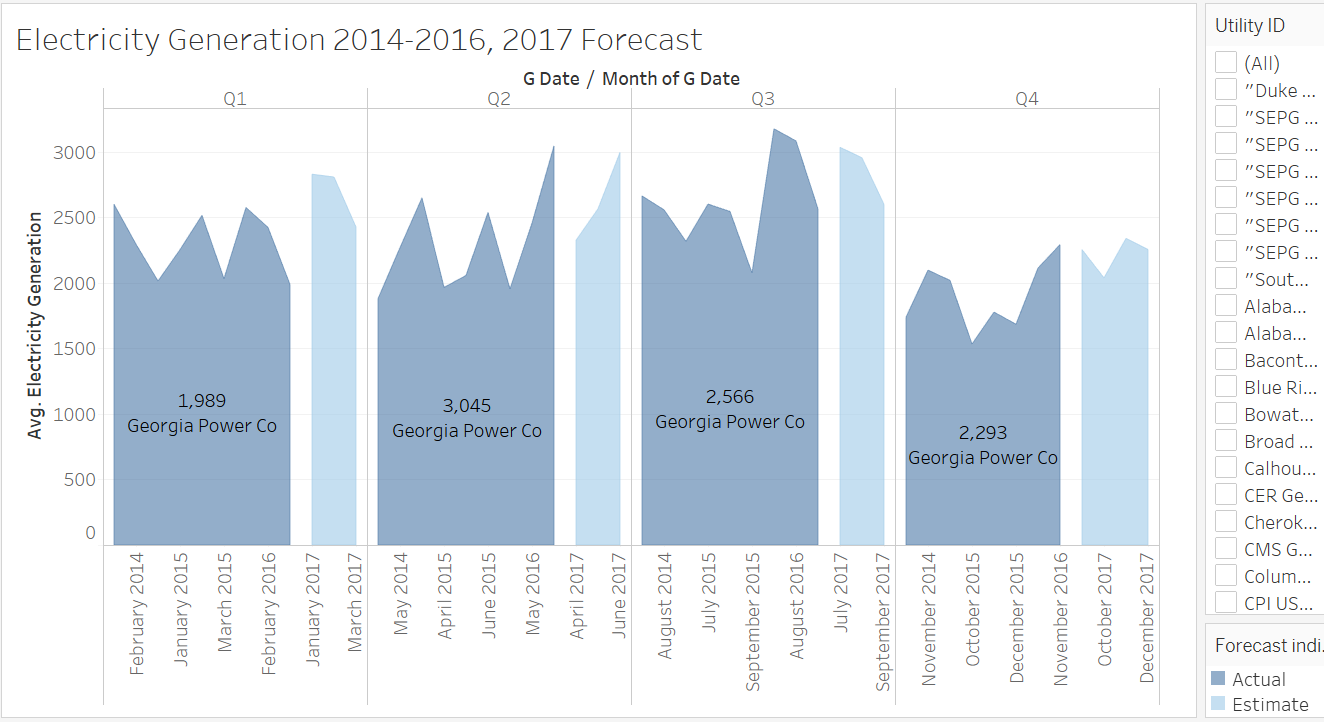 Electricity Generation 2014-2016, 2017 Forecast
G Date / Month of G Date
Q1
Q2
Q3
Q4
Avg. Electricity Generation
3000
2500
2000
1500
1000
500
0
1,989
Georgia Power Co
3,045
Georgia Power Co
2,566
Georgia Power Co
2,293
Georgia Power Co
February 2014
January 2015
March 2015
February 2016
January 2017
March 2017
May 2014
April 2015
June 2015
May 2016
April 2017
June 2017
August 2014
July 2015
September 2015
August 2016
July 2017
September 2017
November 2014
October 2015
December 2015
November 2016
October 2017
December 2017
Utility ID
(All)
"Duke ...
"SEPG ...
"SEPG ...
"SEPG ...
"SEPG ...
"SEPG ...
"SEPG ...
"Sout...
Alaba...
Alaba...
Bacont...
Blue Ri...
Bowat...
Broad ...
Calhou...
CER Ge...
Cherok...
CMS G...
Colum...
CPI US...
Forecast indi.
Actual
Estimate